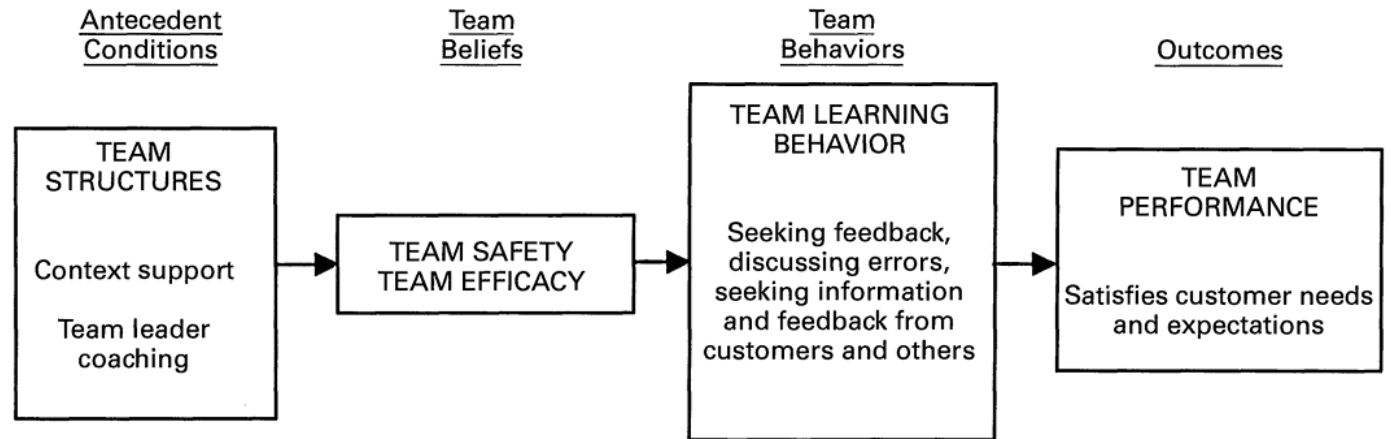 Antecedent
Conditions
Team
Beliefs
Team
Behaviors
Outcomes
TEAM
STRUCTURES
Context support
Team leader
coaching
TEAM SAFETY
TEAM EFFICACY
TEAM LEARNING
BEHAVIOR
Seeking feedback,
discussing errors,
seeking information
and feedback from
customers and others
TEAM
PERFORMANCE
Satisfies customer needs
and expectations